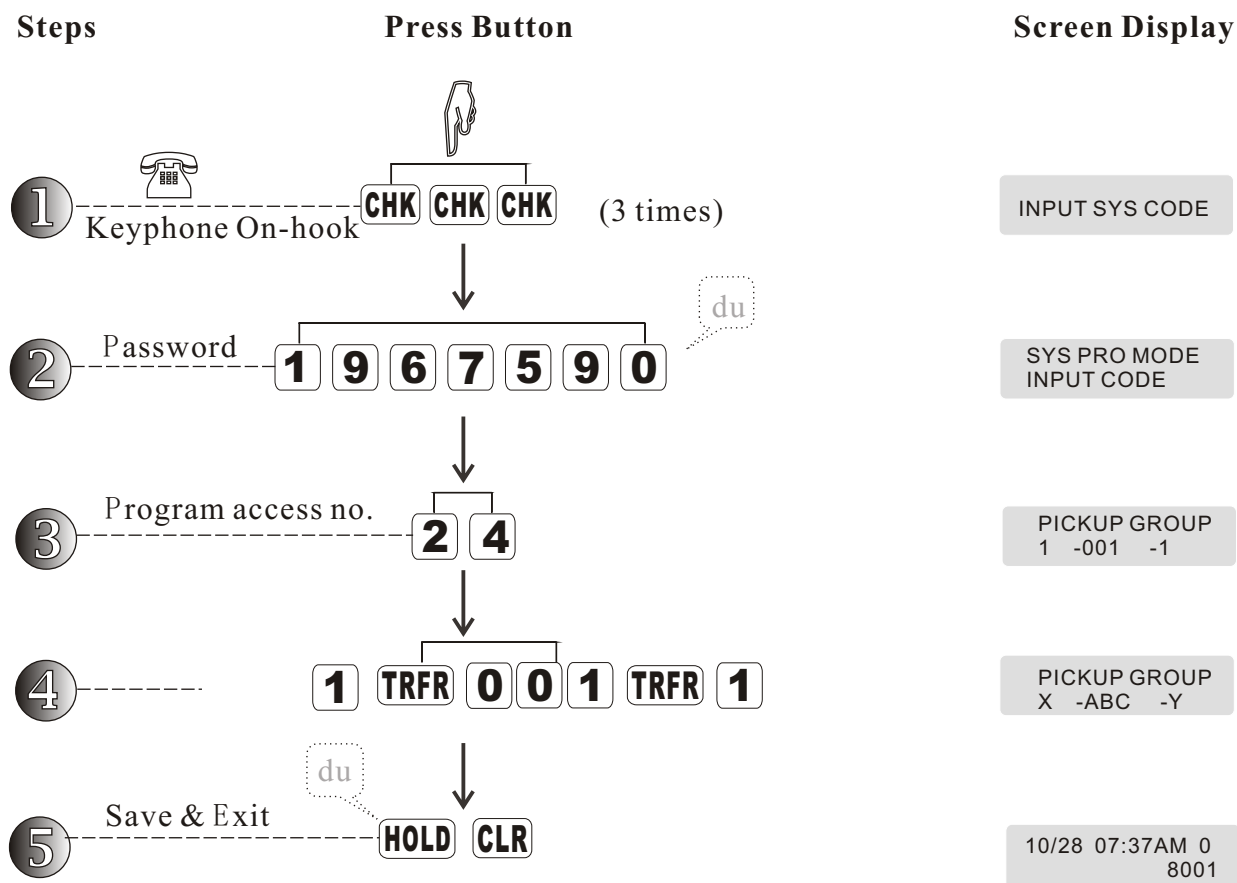 Steps Press Button Screen Display
1 CHK CHK CHK (3 times) INPUT SYS CODE
Keyphone On-hook
du
2 Password 1 9 6 7 5 9 0 SYS PRO MODE
INPUT CODE
3 Program access no. 2 4 PICKUP GROUP
1 -001 -1
4 1 TRFR 0 0 1 TRFR 1 PICKUP GROUP
X -ABC -Y
du
5 Save & Exit HOLD CLR 10/28 07:37AM 0
8001